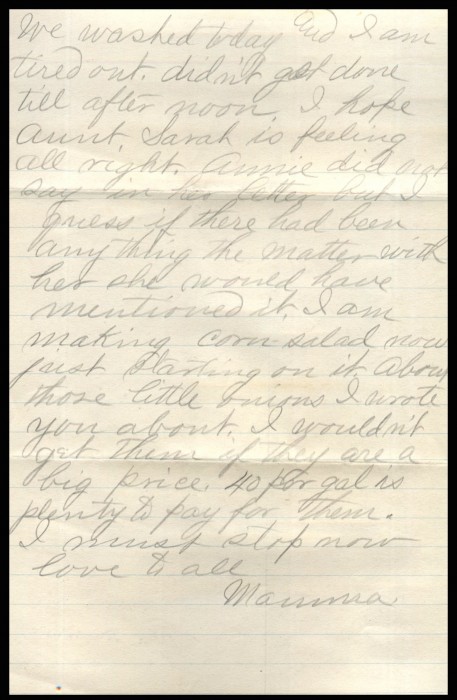 We washed today and I am
tired out. didn't get done
till after noon. I hope
Aunt. Sarah is feeling
all right. Annie did not
say in her letter but I
guess if there had been
anything the matter with
her she would have
mentioned it. I am
making corn salad now
just starting on it. About
those little onions I wrote
you about. I wouldn't
get them if they are a
big price. 40 per gal is
plenty to pay for them.
I must stop now
love to all
Mamma